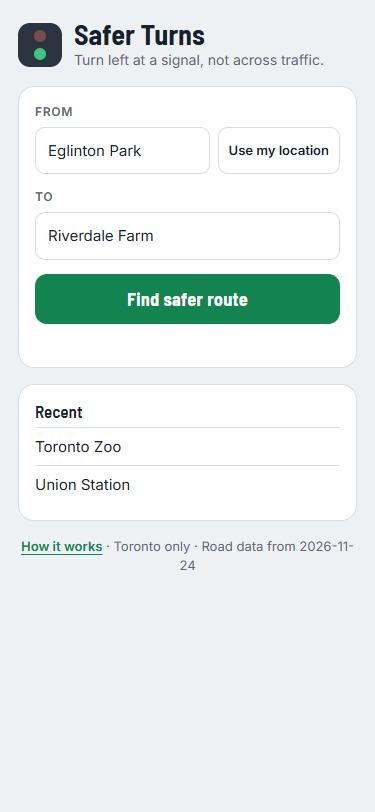 Safer Turns
Turn left at a signal, not across traffic.
FROM
Eglinton Park
Use my location
TO
Riverdale Farm
Find safer route
Recent
Toronto Zoo
Union Station
How it works · Toronto only · Road data from 2026-11-
24